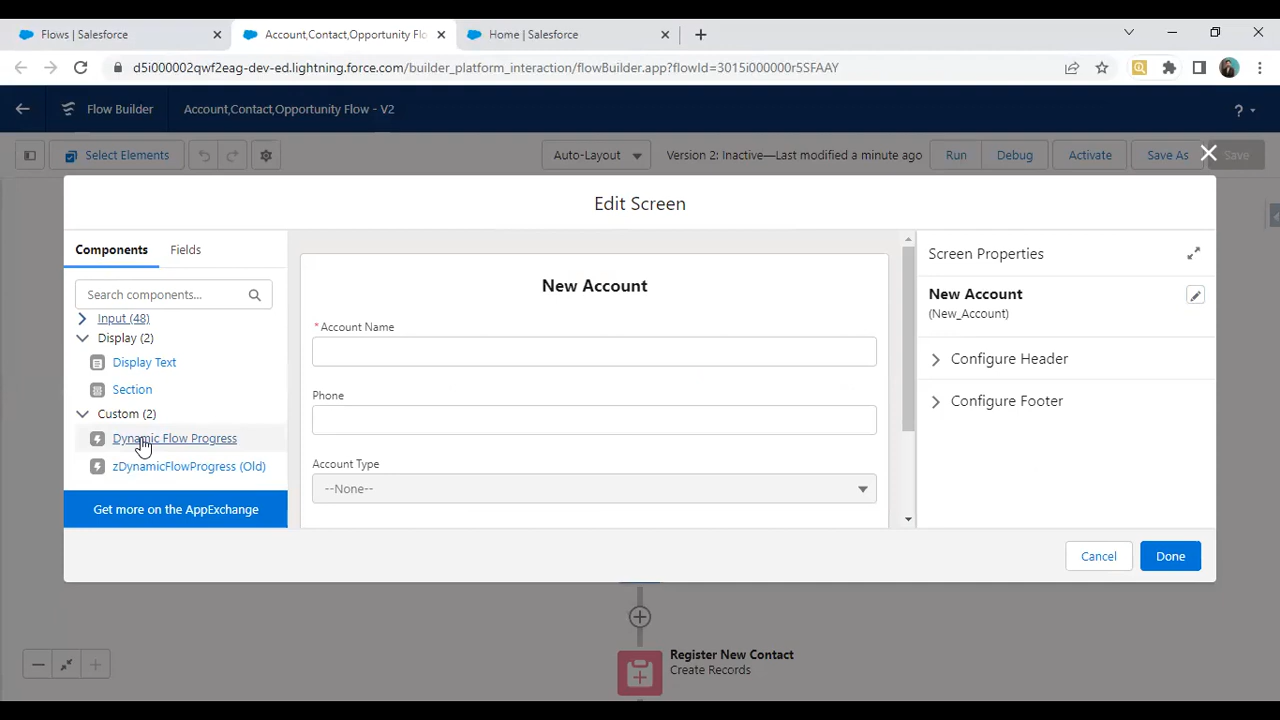 Flows | Salesforce
Account,Contact,Opportunity Flo
Home | Salesforce
d5i000002qwf2eag-dev-ed.lightning.force.com/builder_platform_interaction/flowBuilder.app?flowId=3015i000000r5SFAAY
Flow Builder
Account,Contact,Opportunity Flow - V2
?
Select Elements
Auto-Layout
Version 2: Inactive—Last modified a minute ago
Run
Debug
Activate
Save As
Save
Edit Screen
Components
Fields
Search components...
Input (48)
Display (2)
Display Text
Section
Custom (2)
Dynamic Flow Progress
zDynamicFlowProgress (Old)
Get more on the AppExchange
New Account
*Account Name
Phone
Account Type
--None--
Screen Properties
New Account
(New_Account)
Configure Header
Configure Footer
Cancel
Done
Register New Contact
Create Records